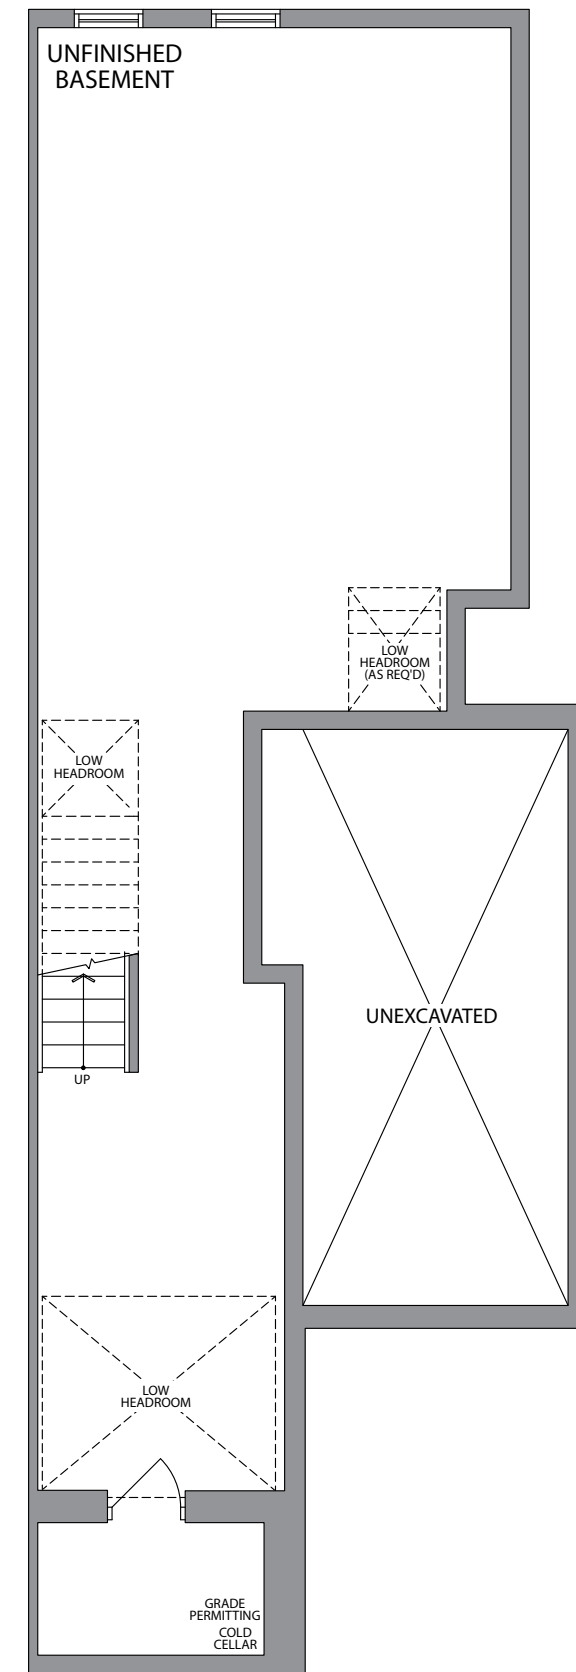 UNFINISHED
BASEMENT
LOW
HEADROOM
(AS REQ'D)
LOW
HEADROOM
UNEXCAVATED
UP
LOW
HEADROOM
GRADE
PERMITTING
COLD
CELLAR